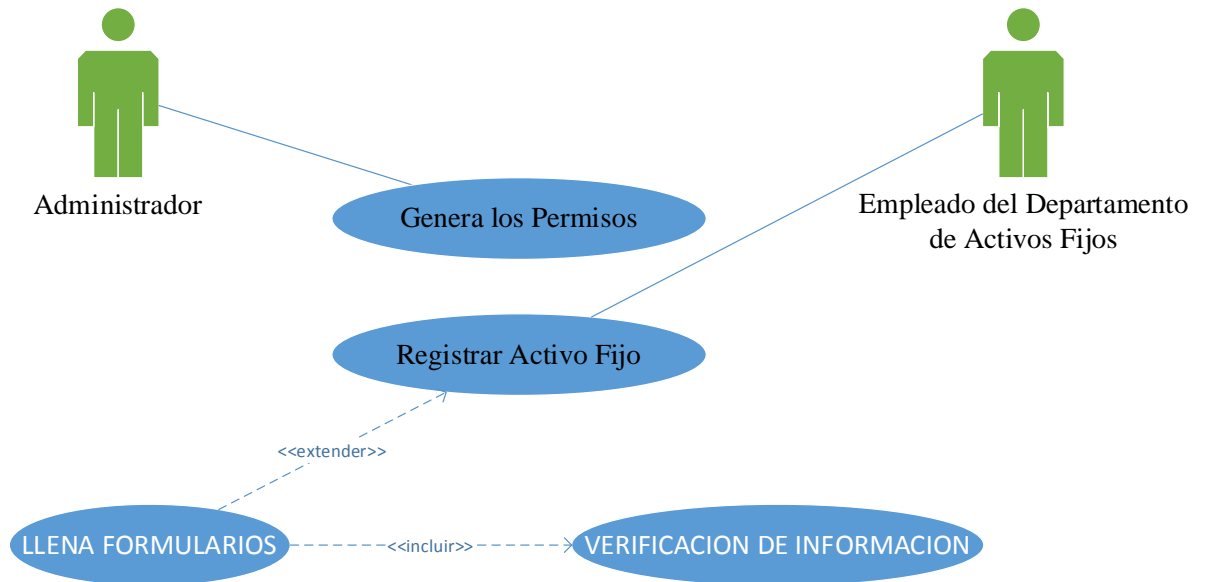 Administrador
Empleado del Departamento
de Activos Fijos
Genera los Permisos
Registrar Activo Fijo
<<extender>>
LLENA FORMULARIOS
<<incluir>>
VERIFICACION DE INFORMACION